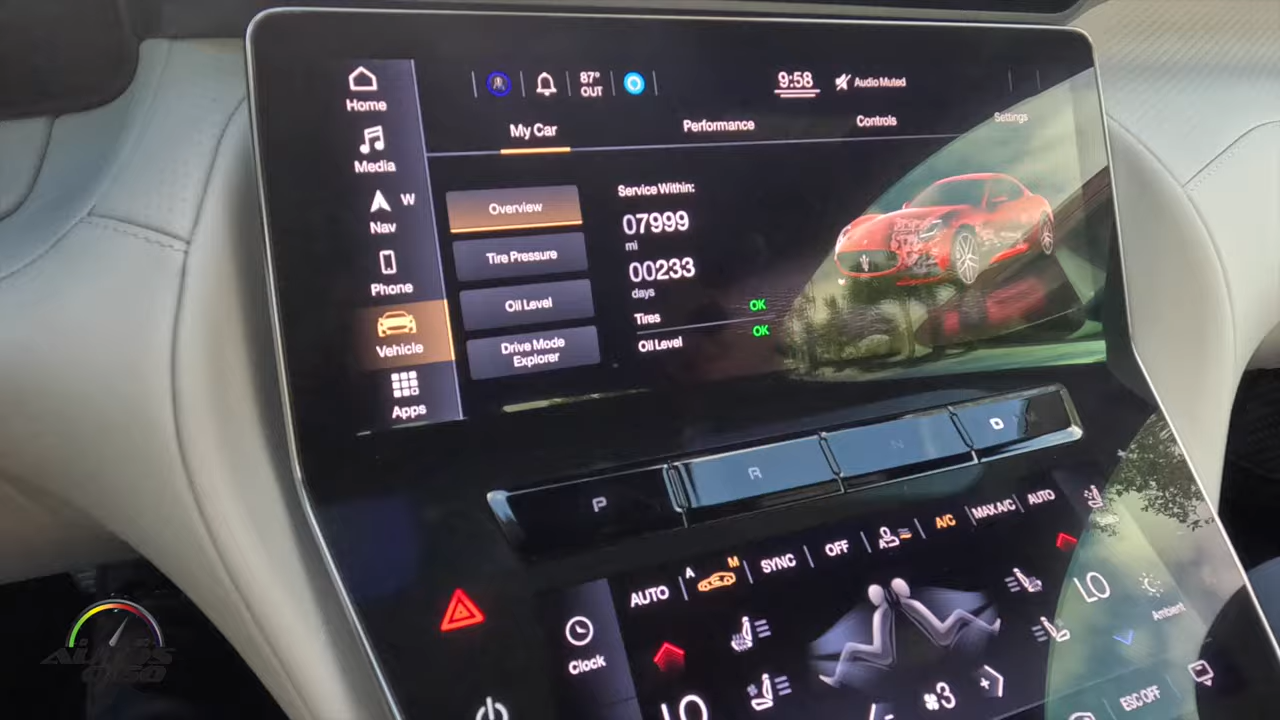 Home
Media
W
Nav
Phone
Vehicle
Apps
87°
OUT
9:58
Audio Muted
My Car
Performance
Controls
Settings
Overview
Tire Pressure
Oil Level
Drive Mode
Explorer
Service Within:
07999
mi
00233
days
Tires OK
Oil Level OK
P
R
N
D
AUTO
A
M
SYNC
OFF
A/C
MAX A/C
AUTO
Clock
LO
3
LO
Ambient
ESC OFF